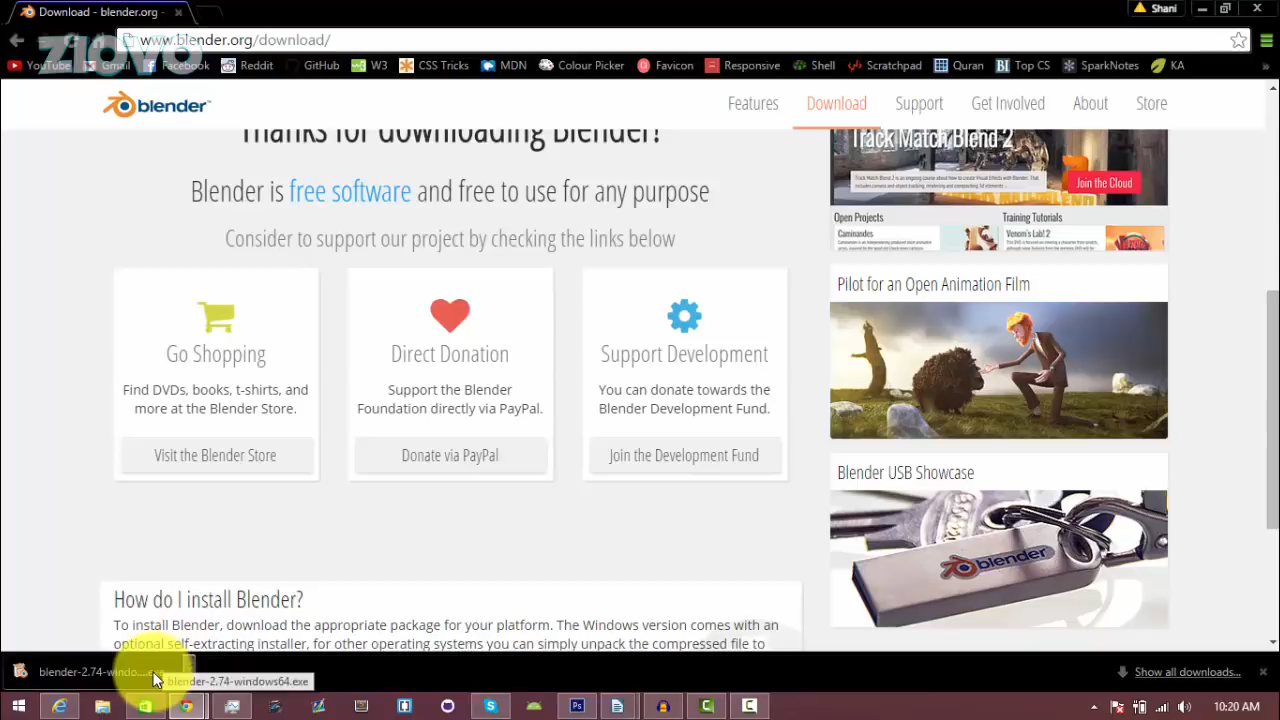 Download - blender.org
Shani
www.blender.org/download/
ziovo
YouTube
Gmail
Facebook
Reddit
GitHub
W3
CSS Tricks
MDN
Colour Picker
Favicon
Responsive
Shell
Scratchpad
Quran
Top CS
SparkNotes
KA
blender
Features
Download
Support
Get Involved
About
Store
Thanks for downloading Blender!
Blender is free software and free to use for any purpose
Consider to support our project by checking the links below
Go Shopping
Find DVDs, books, t-shirts, and
more at the Blender Store.
Visit the Blender Store
Direct Donation
Support the Blender
Foundation directly via PayPal.
Donate via PayPal
Support Development
You can donate towards the
Blender Development Fund.
Join the Development Fund
Track Match Blend 2
Join the Cloud
Open Projects
Training Tutorials
Caminandes
Venom's Lab! 2
Pilot for an Open Animation Film
Blender USB Showcase
blender
How do I install Blender?
To install Blender, download the appropriate package for your platform. The Windows version comes with an
optional self-extracting installer, for other operating systems you can simply unpack the compressed file to
blender-2.74-windo....exe
blender-2.74-windows64.exe
Show all downloads...
10:20 AM